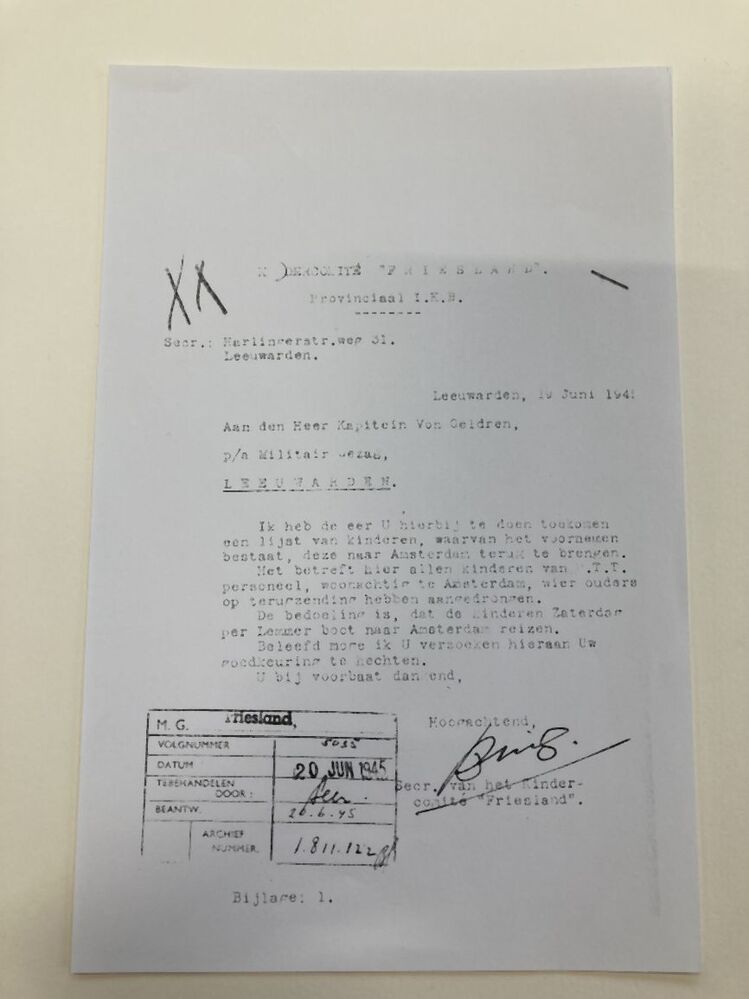 XX
K DERCOMITÉ "F R I E S L A N D".
Provinciaal I.K.B.
--------
Secr.: Harlingerstr.weg 31.
Leeuwarden.
Leeuwarden, 19 Juni 194
Aan den Heer Kapitein Von Geldren,
p/a Militair Gezag,
L E E U W A R D E N.
Ik heb de eer U hierbij te doen toekomen
een lijst van kinderen, waarvan het voornemen
bestaat, deze naar Amsterdam terug te brengen.
Het betreft hier allen kinderen van .T.T.
personeel, woonachtig te Amsterdam, wier ouders
op terugzending hebben aangedrongen.
De bedoeling is, dat de kinderen Zaterdag
per Lemmer boot naar Amsterdam reizen.
Beleefd moge ik U verzoeken hieraan Uw
goedkeuring te hechten.
U bij voorbaat dankend,
Hoogachtend,
Secr. van het Kinder-
comité "Friesland".
M. G. Friesland,
VOLGNUMMER 5035
DATUM 20 JUN 1945
TE BEHANDELEN
DOOR :
BEANTW. 26.6.45
ARCHIEF
NUMMER. 1.811.122
Bijlage: 1.